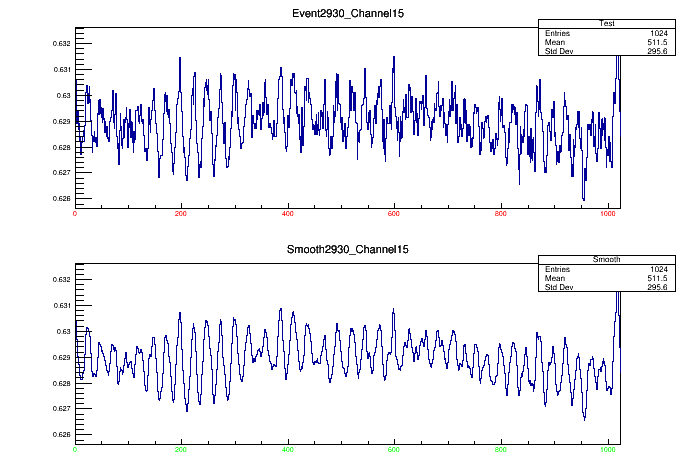 Event2930_Channel15
Test
Entries 1024
Mean 511.5
Std Dev 295.6
0.632
0.631
0.63
0.629
0.628
0.627
0.626
0 200 400 600 800 1000
Smooth2930_Channel15
Smooth
Entries 1024
Mean 511.5
Std Dev 295.6
0.632
0.631
0.63
0.629
0.628
0.627
0.626
0 200 400 600 800 1000